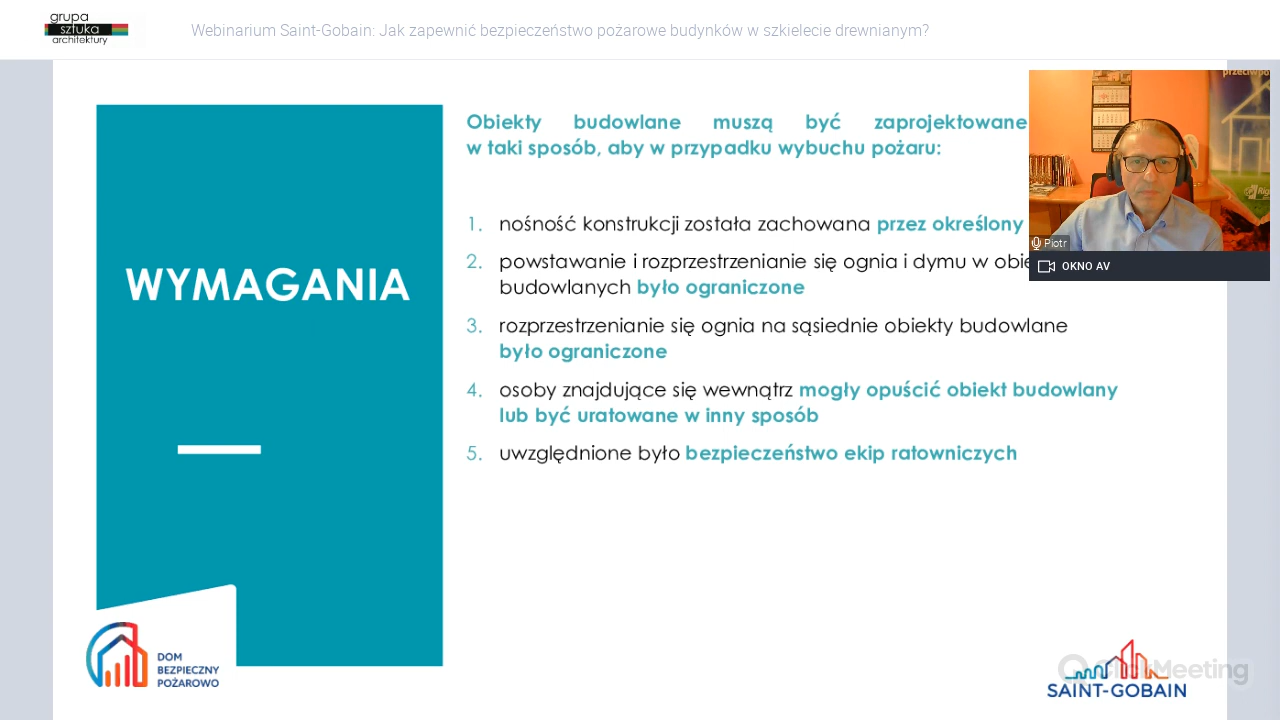 grupa
sztuka
architektury
Webinarium Saint-Gobain: Jak zapewnić bezpieczeństwo pożarowe budynków w szkielecie drewnianym?
WYMAGANIA
Obiekty budowlane muszą być zaprojektowane
w taki sposób, aby w przypadku wybuchu pożaru:
1. nośność konstrukcji została zachowana przez określony
2. powstawanie i rozprzestrzenianie się ognia i dymu w
budowlanych było ograniczone
3. rozprzestrzenianie się ognia na sąsiednie obiekty budowlane
było ograniczone
4. osoby znajdujące się wewnątrz mogły opuścić obiekt budowlany
lub być uratowane w inny sposób
5. uwzględnione było bezpieczeństwo ekip ratowniczych
Piotr
OKNO AV
DOM
BEZPIECZNY
POŻAROWO
ClickMeeting
SAINT-GOBAIN